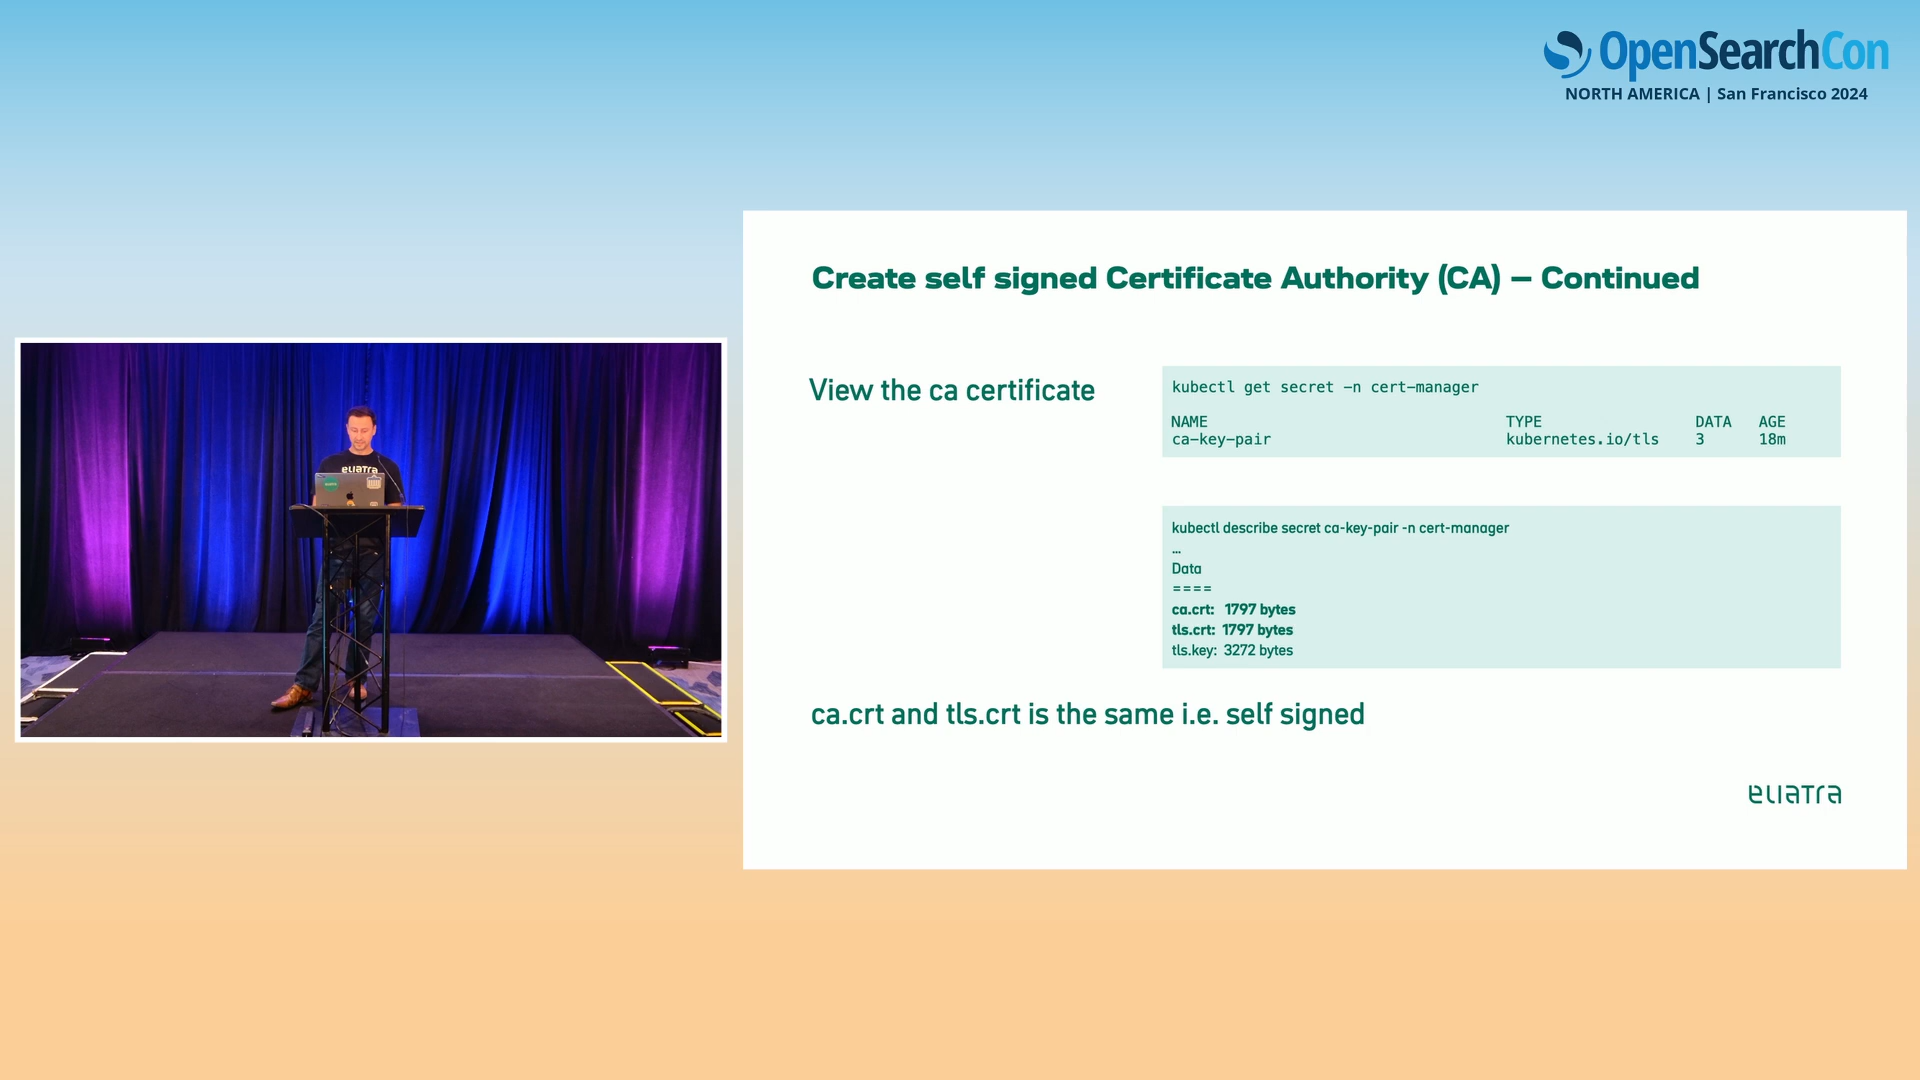 OpenSearchCon
NORTH AMERICA | San Francisco 2024
Create self signed Certificate Authority (CA) – Continued
View the ca certificate
kubectl get secret -n cert-manager
NAME TYPE DATA AGE
ca-key-pair kubernetes.io/tls 3 18m
kubectl describe secret ca-key-pair -n cert-manager
...
Data
====
ca.crt: 1797 bytes
tls.crt: 1797 bytes
tls.key: 3272 bytes
ca.crt and tls.crt is the same i.e. self signed
eliatra
eliatra